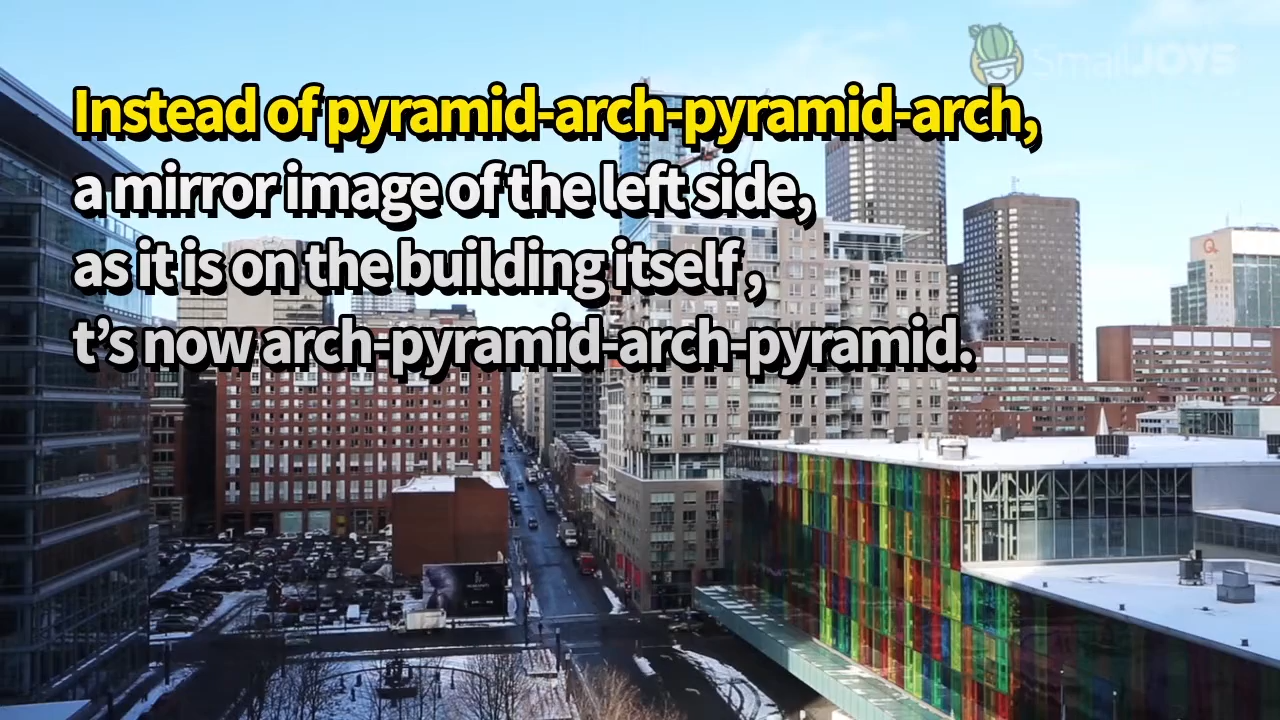 SmallJOYS
Instead of pyramid-arch-pyramid-arch,
a mirror image of the left side,
as it is on the building itself,
t’s now arch-pyramid-arch-pyramid.
Q